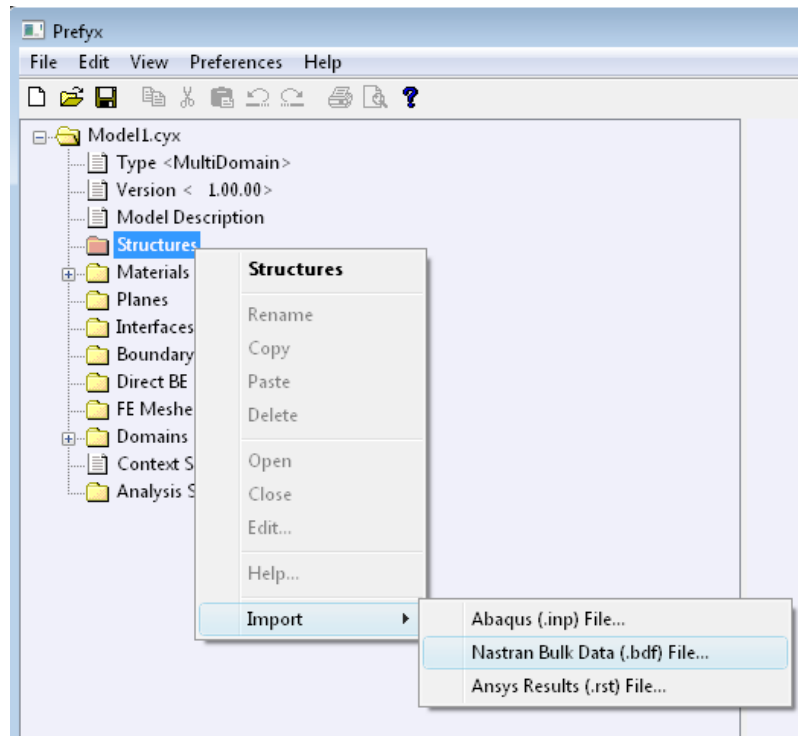 Prefyx
File Edit View Preferences Help
Model1.cyx
Type <MultiDomain>
Version < 1.00.00>
Model Description
Structures
Materials
Planes
Interfaces
Boundary
Direct BE
FE Meshe
Domains
Context S
Analysis S
Structures
Rename
Copy
Paste
Delete
Open
Close
Edit...
Help...
Import
Abaqus (.inp) File...
Nastran Bulk Data (.bdf) File...
Ansys Results (.rst) File...